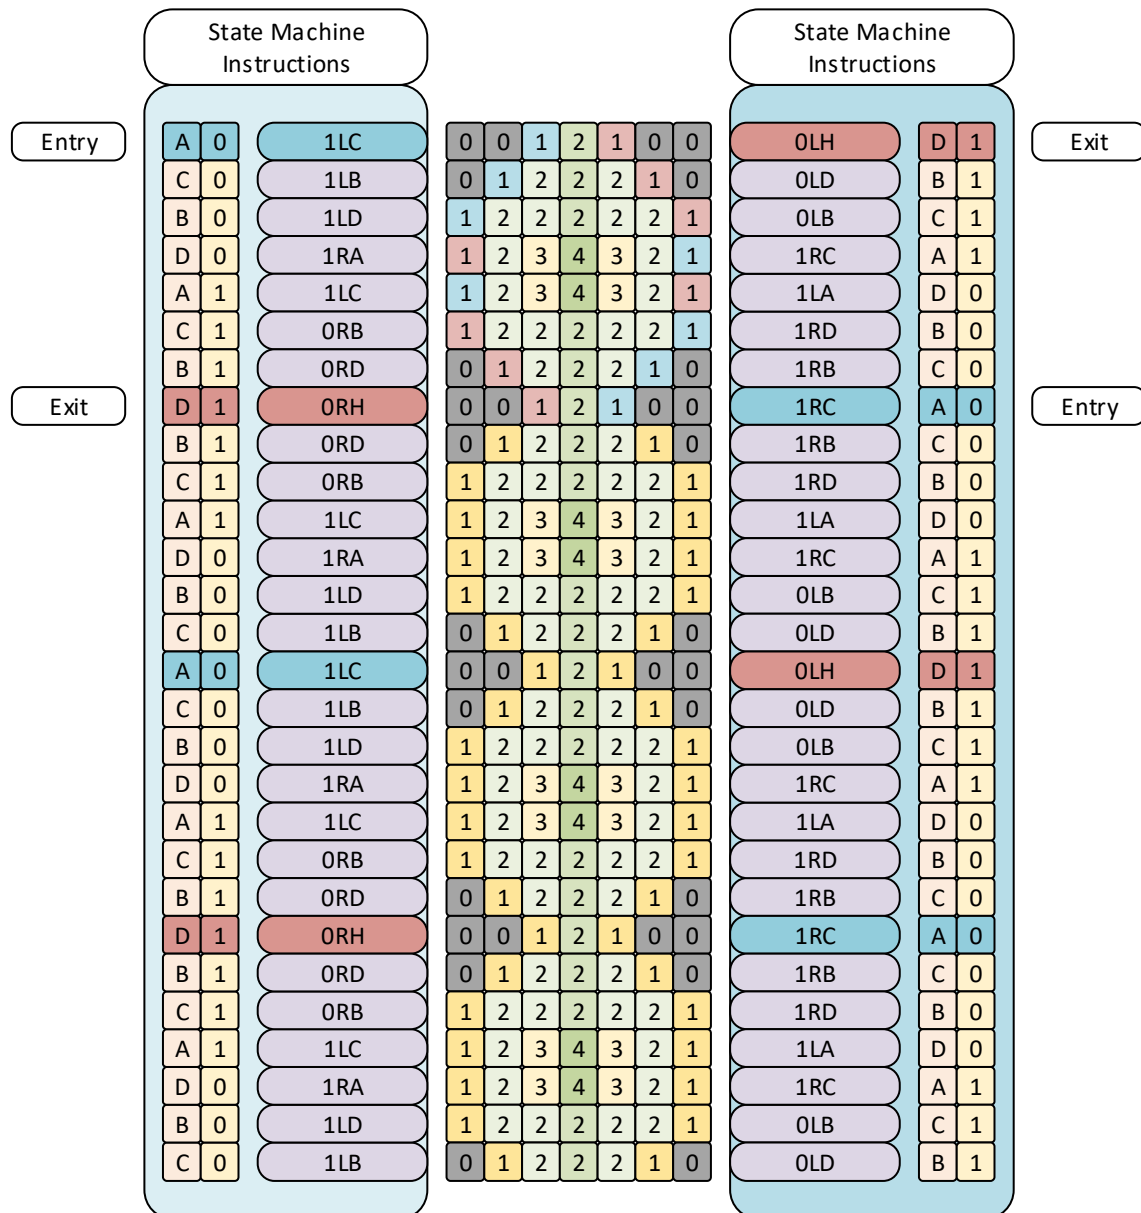 State Machine Instructions State Machine Instructions
Entry A 0 1LC 0 0 1 2 1 0 0 0LH D 1 Exit
C 0 1LB 0 1 2 2 2 1 0 0LD B 1
B 0 1LD 1 2 2 2 2 2 1 0LB C 1
D 0 1RA 1 2 3 4 3 2 1 1RC A 1
A 1 1LC 1 2 3 4 3 2 1 1LA D 0
C 1 0RB 1 2 2 2 2 2 1 1RD B 0
B 1 0RD 0 1 2 2 2 1 0 1RB C 0
Exit D 1 0RH 0 0 1 2 1 0 0 1RC A 0 Entry
B 1 0RD 0 1 2 2 2 1 0 1RB C 0
C 1 0RB 1 2 2 2 2 2 1 1RD B 0
A 1 1LC 1 2 3 4 3 2 1 1LA D 0
D 0 1RA 1 2 3 4 3 2 1 1RC A 1
B 0 1LD 1 2 2 2 2 2 1 0LB C 1
C 0 1LB 0 1 2 2 2 1 0 0LD B 1
A 0 1LC 0 0 1 2 1 0 0 0LH D 1
C 0 1LB 0 1 2 2 2 1 0 0LD B 1
B 0 1LD 1 2 2 2 2 2 1 0LB C 1
D 0 1RA 1 2 3 4 3 2 1 1RC A 1
A 1 1LC 1 2 3 4 3 2 1 1LA D 0
C 1 0RB 1 2 2 2 2 2 1 1RD B 0
B 1 0RD 0 1 2 2 2 1 0 1RB C 0
D 1 0RH 0 0 1 2 1 0 0 1RC A 0
B 1 0RD 0 1 2 2 2 1 0 1RB C 0
C 1 0RB 1 2 2 2 2 2 1 1RD B 0
A 1 1LC 1 2 3 4 3 2 1 1LA D 0
D 0 1RA 1 2 3 4 3 2 1 1RC A 1
B 0 1LD 1 2 2 2 2 2 1 0LB C 1
C 0 1LB 0 1 2 2 2 1 0 0LD B 1